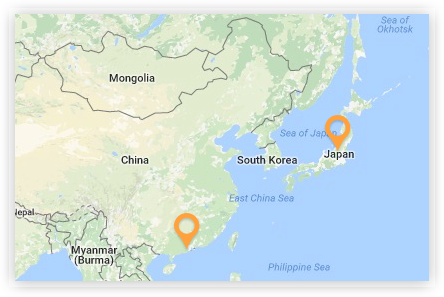 Sea of
Okhotsk
Mongolia
Sea of Japan
China
South Korea
Japan
East China Sea
Nepal
Myanmar
(Burma)
Philippine Sea